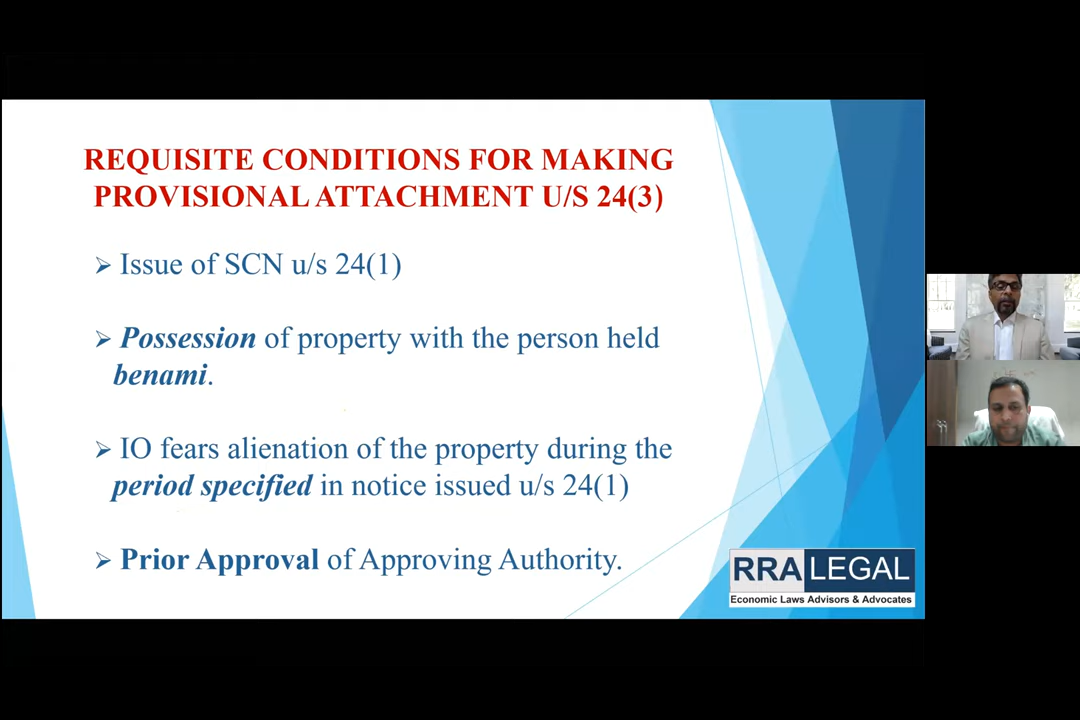 REQUISITE CONDITIONS FOR MAKING
PROVISIONAL ATTACHMENT U/S 24(3)
➢ Issue of SCN u/s 24(1)
➢ Possession of property with the person held
benami.
➢ IO fears alienation of the property during the
period specified in notice issued u/s 24(1)
➢ Prior Approval of Approving Authority.
RRA LEGAL
Economic Laws Advisors & Advocates